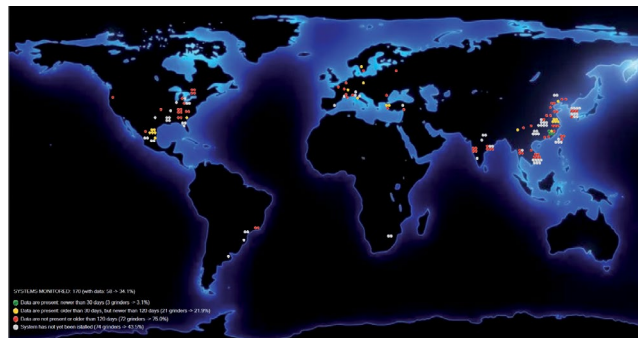 SYSTEMS MONITORED: 170 (with data: 58 -> 34.1%)
Data are present: newer than 30 days (3 grinders -> 3.1%)
Data are present: older than 30 days, but newer than 120 days (21 grinders -> 21.9%)
Data are not present or older than 120 days (72 grinders -> 75.0%)
System has not yet been istalled (74 grinders -> 43.5%)